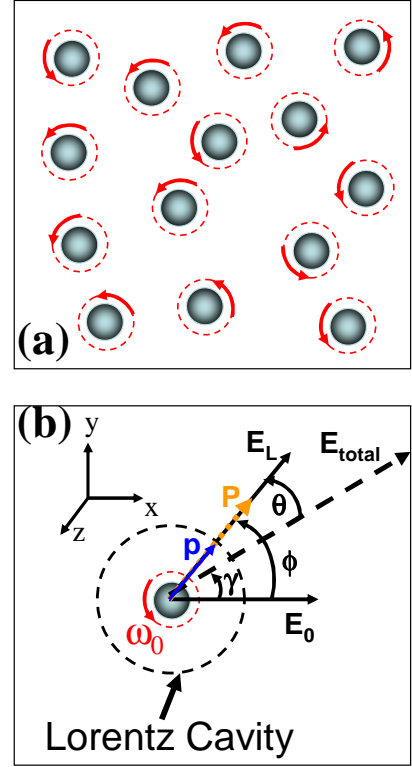 (a)
(b)
y
x
z
E_L
E_total
P
θ
p
ϕ
γ
E_0
ω_0
Lorentz Cavity